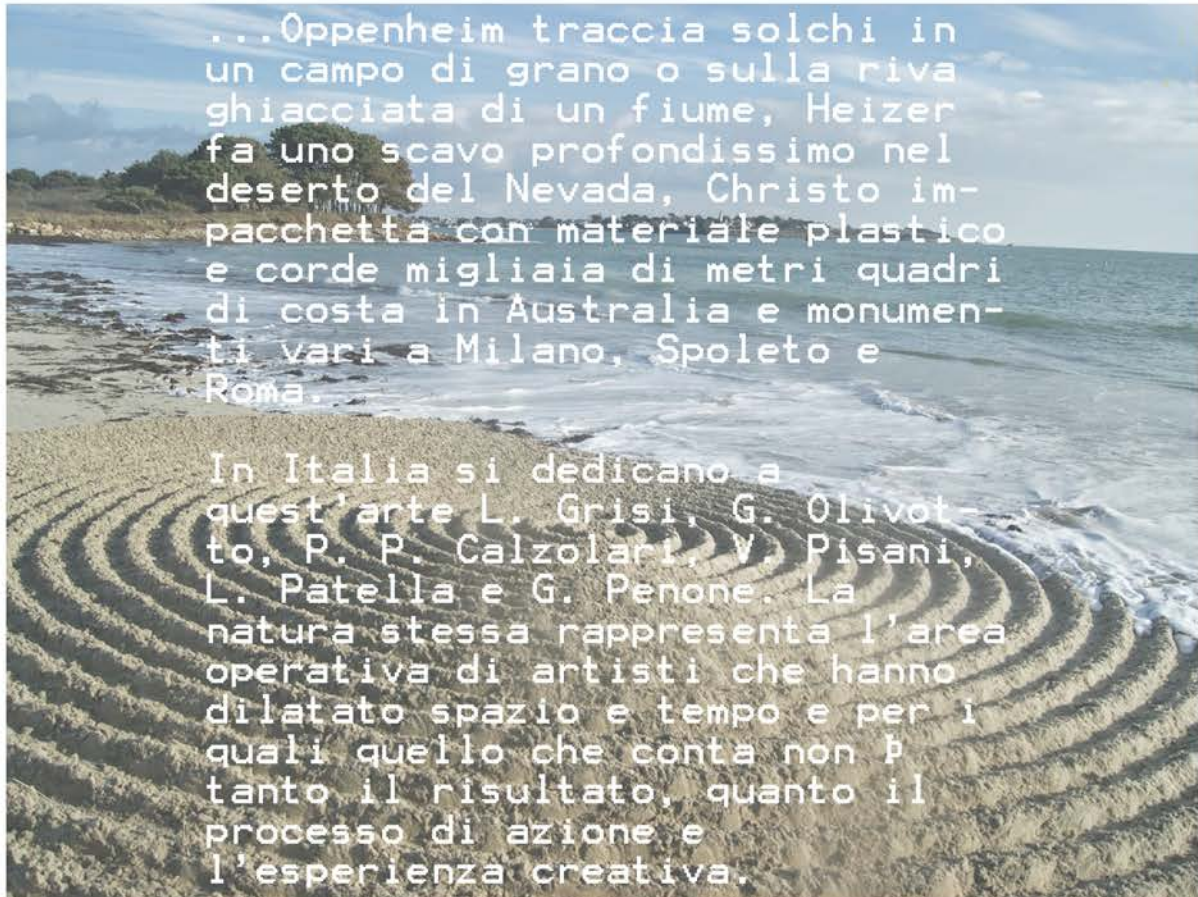 ...Oppenheim traccia solchi in
un campo di grano o sulla riva
ghiacciata di un fiume, Heizer
fa uno scavo profondissimo nel
deserto del Nevada, Christo im-
pacchetta con materiale plastico
e corde migliaia di metri quadri
di costa in Australia e monumen-
ti vari a Milano, Spoleto e
Roma.
In Italia si dedicano a
quest'arte L. Grisi, G. Olivot-
to, P. P. Calzolari, V. Pisani,
L. Patella e G. Penone. La
natura stessa rappresenta l'area
operativa di artisti che hanno
dilatato spazio e tempo e per i
quali quello che conta non Þ
tanto il risultato, quanto il
processo di azione e
l'esperienza creativa.